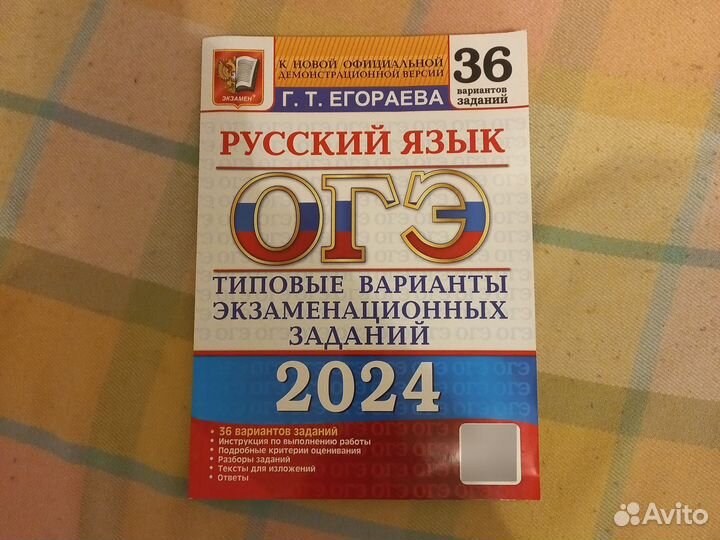 К НОВОЙ ОФИЦИАЛЬНОЙ
ДЕМОНСТРАЦИОННОЙ ВЕРСИИ
36
вариантов
заданий
ЭКЗАМЕН
Г. Т. ЕГОРАЕВА
РУССКИЙ ЯЗЫК
ОГЭ
ТИПОВЫЕ ВАРИАНТЫ
ЭКЗАМЕНАЦИОННЫХ
ЗАДАНИЙ
2024
• 36 вариантов заданий
• Инструкция по выполнению работы
• Подробные критерии оценивания
• Разборы заданий
• Тексты для изложений
• Ответы
Avito